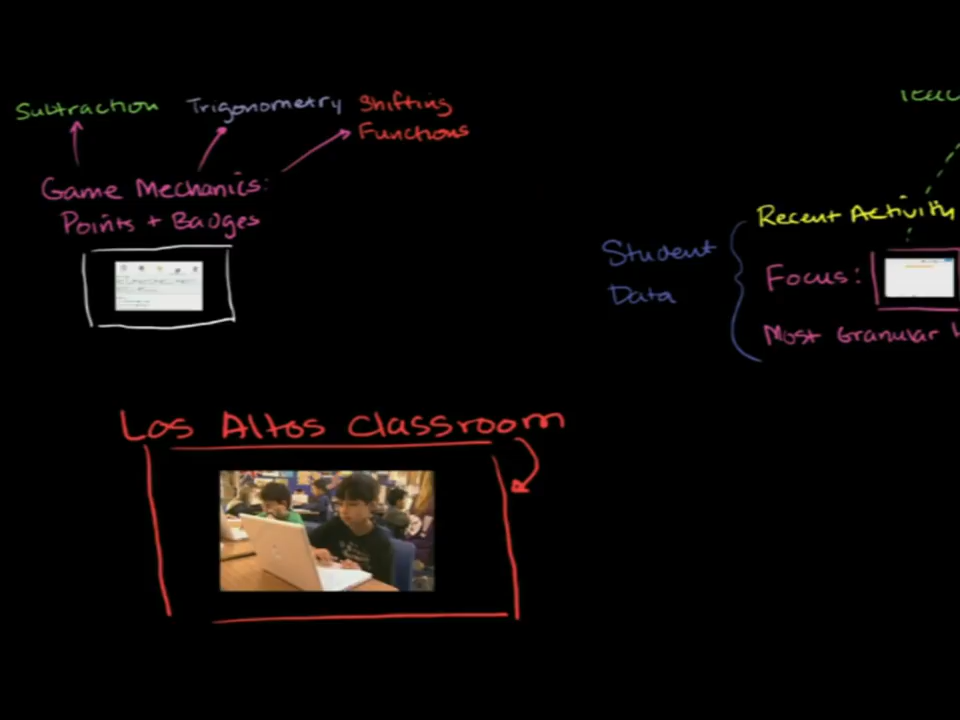 Subtraction
Trigonometry
Shifting
Functions
Game Mechanics:
Points + Badges
Student
Data
Recent Activity
Focus:
Most Granular
Los Altos Classroom